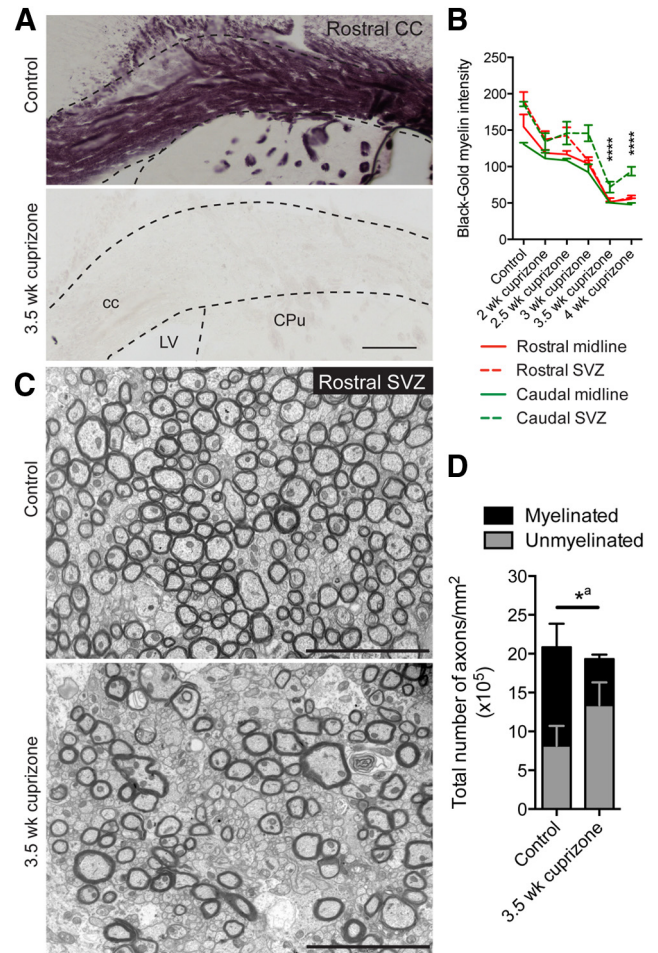 A
Rostral CC
Control
3.5 wk cuprizone
cc
LV
CPu
B
Black-Gold myelin intensity
250
200
150
100
50
0
****
****
Control
2 wk cuprizone
2.5 wk cuprizone
3 wk cuprizone
3.5 wk cuprizone
4 wk cuprizone
Rostral midline
Rostral SVZ
Caudal midline
Caudal SVZ
C
Rostral SVZ
Control
3.5 wk cuprizone
D
Myelinated
Unmyelinated
Total number of axons/mm²
(x10⁵)
30
25
20
15
10
5
0
*ᵃ
Control
3.5 wk cuprizone